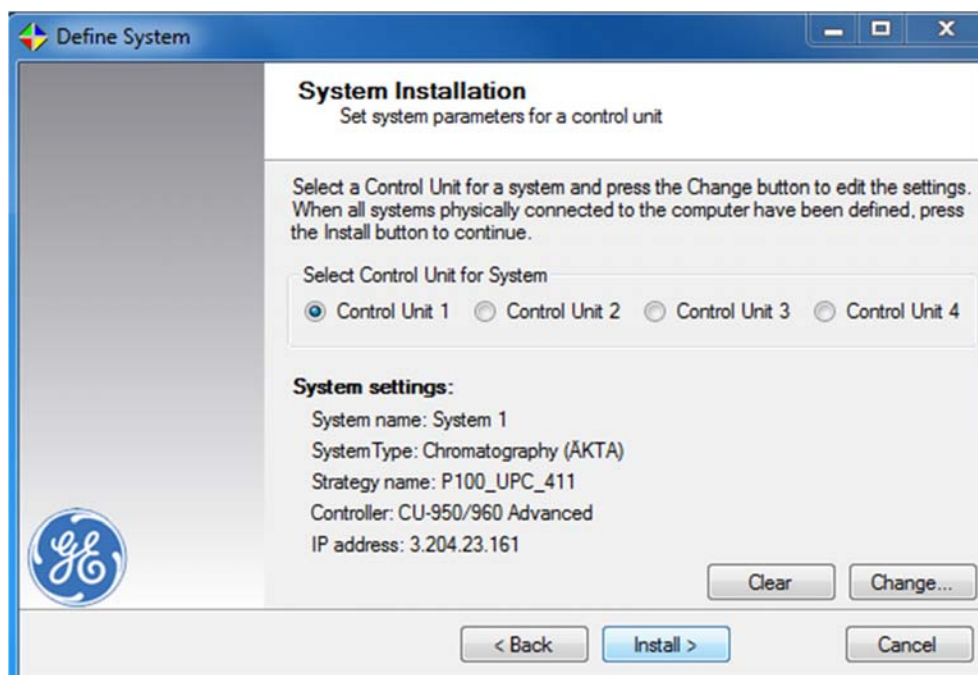 Define System
System Installation
Set system parameters for a control unit
Select a Control Unit for a system and press the Change button to edit the settings.
When all systems physically connected to the computer have been defined, press
the Install button to continue.
Select Control Unit for System
Control Unit 1 Control Unit 2 Control Unit 3 Control Unit 4
System settings:
System name: System 1
SystemType: Chromatography (ÄKTA)
Strategy name: P100_UPC_411
Controller: CU-950/960 Advanced
IP address: 3.204.23.161
GE
Clear Change...
< Back Install > Cancel